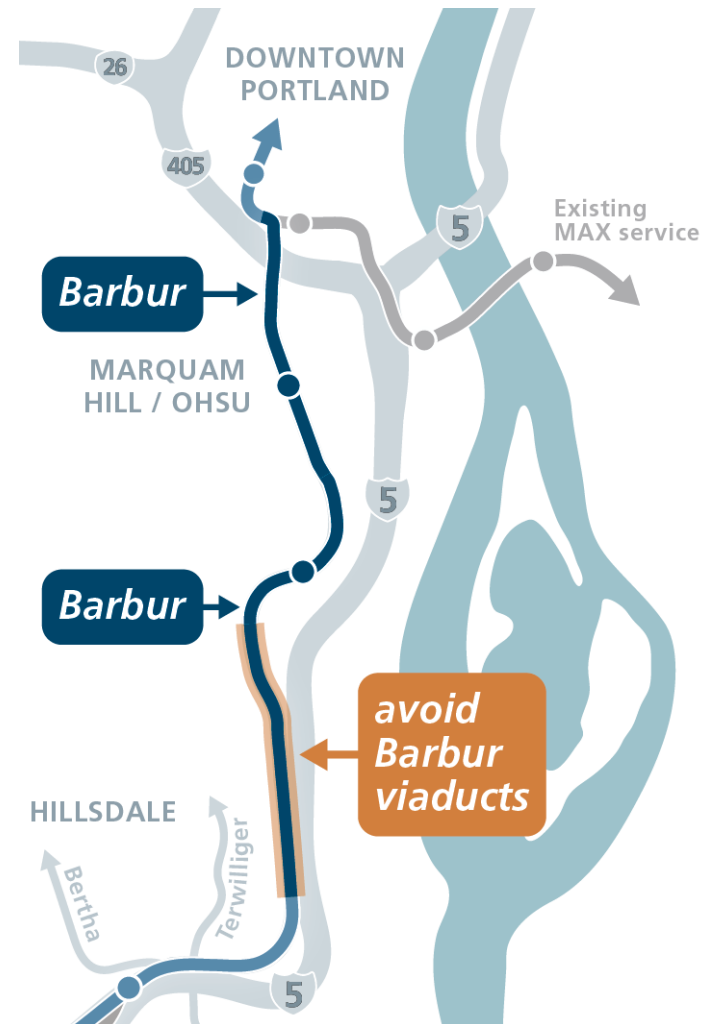 26
DOWNTOWN
PORTLAND
405
Existing
MAX service
5
Barbur
MARQUAM
HILL / OHSU
5
Barbur
avoid
Barbur
viaducts
HILLSDALE
Terwilliger
Bertha
5